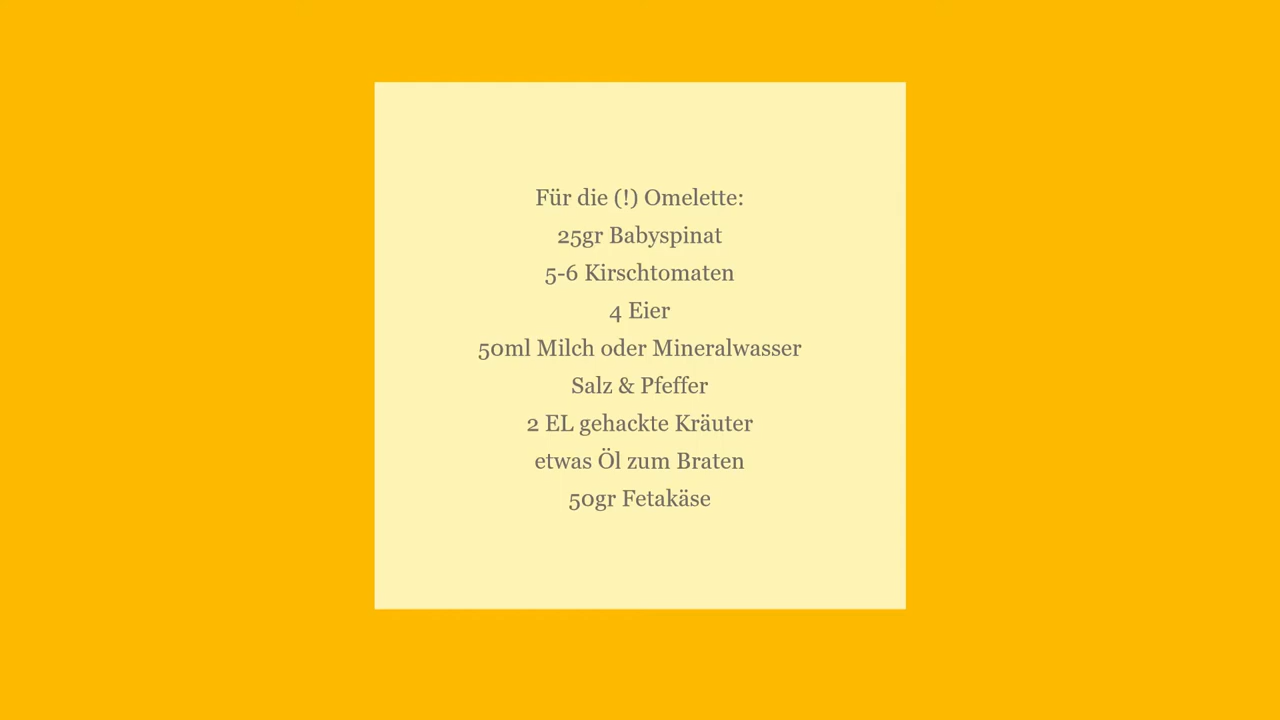 Für die (!) Omelette:
25gr Babyspinat
5-6 Kirschtomaten
4 Eier
50ml Milch oder Mineralwasser
Salz & Pfeffer
2 EL gehackte Kräuter
etwas Öl zum Braten
50gr Fetakäse